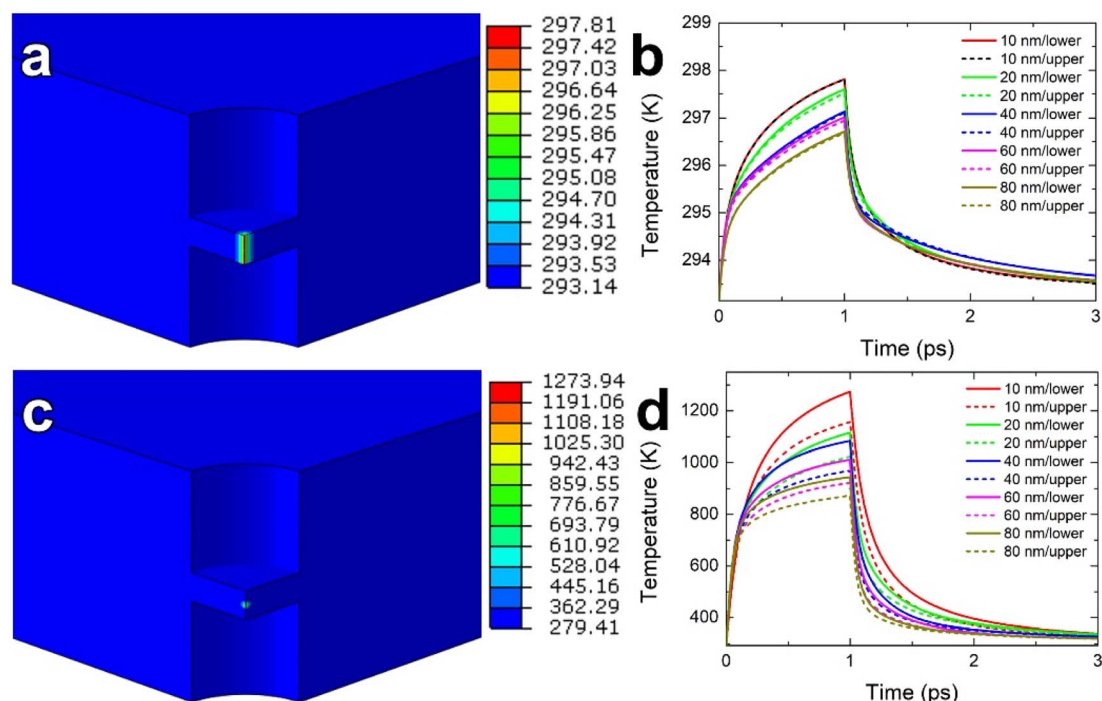 a
297.81
297.42
297.03
296.64
296.25
295.86
295.47
295.08
294.70
294.31
293.92
293.53
293.14
b
Temperature (K)
299
298
297
296
295
294
0
1
2
3
Time (ps)
10 nm/lower
10 nm/upper
20 nm/lower
20 nm/upper
40 nm/lower
40 nm/upper
60 nm/lower
60 nm/upper
80 nm/lower
80 nm/upper
c
1273.94
1191.06
1108.18
1025.30
942.43
859.55
776.67
693.79
610.92
528.04
445.16
362.29
279.41
d
Temperature (K)
1200
1000
800
600
400
0
1
2
3
Time (ps)
10 nm/lower
10 nm/upper
20 nm/lower
20 nm/upper
40 nm/lower
40 nm/upper
60 nm/lower
60 nm/upper
80 nm/lower
80 nm/upper